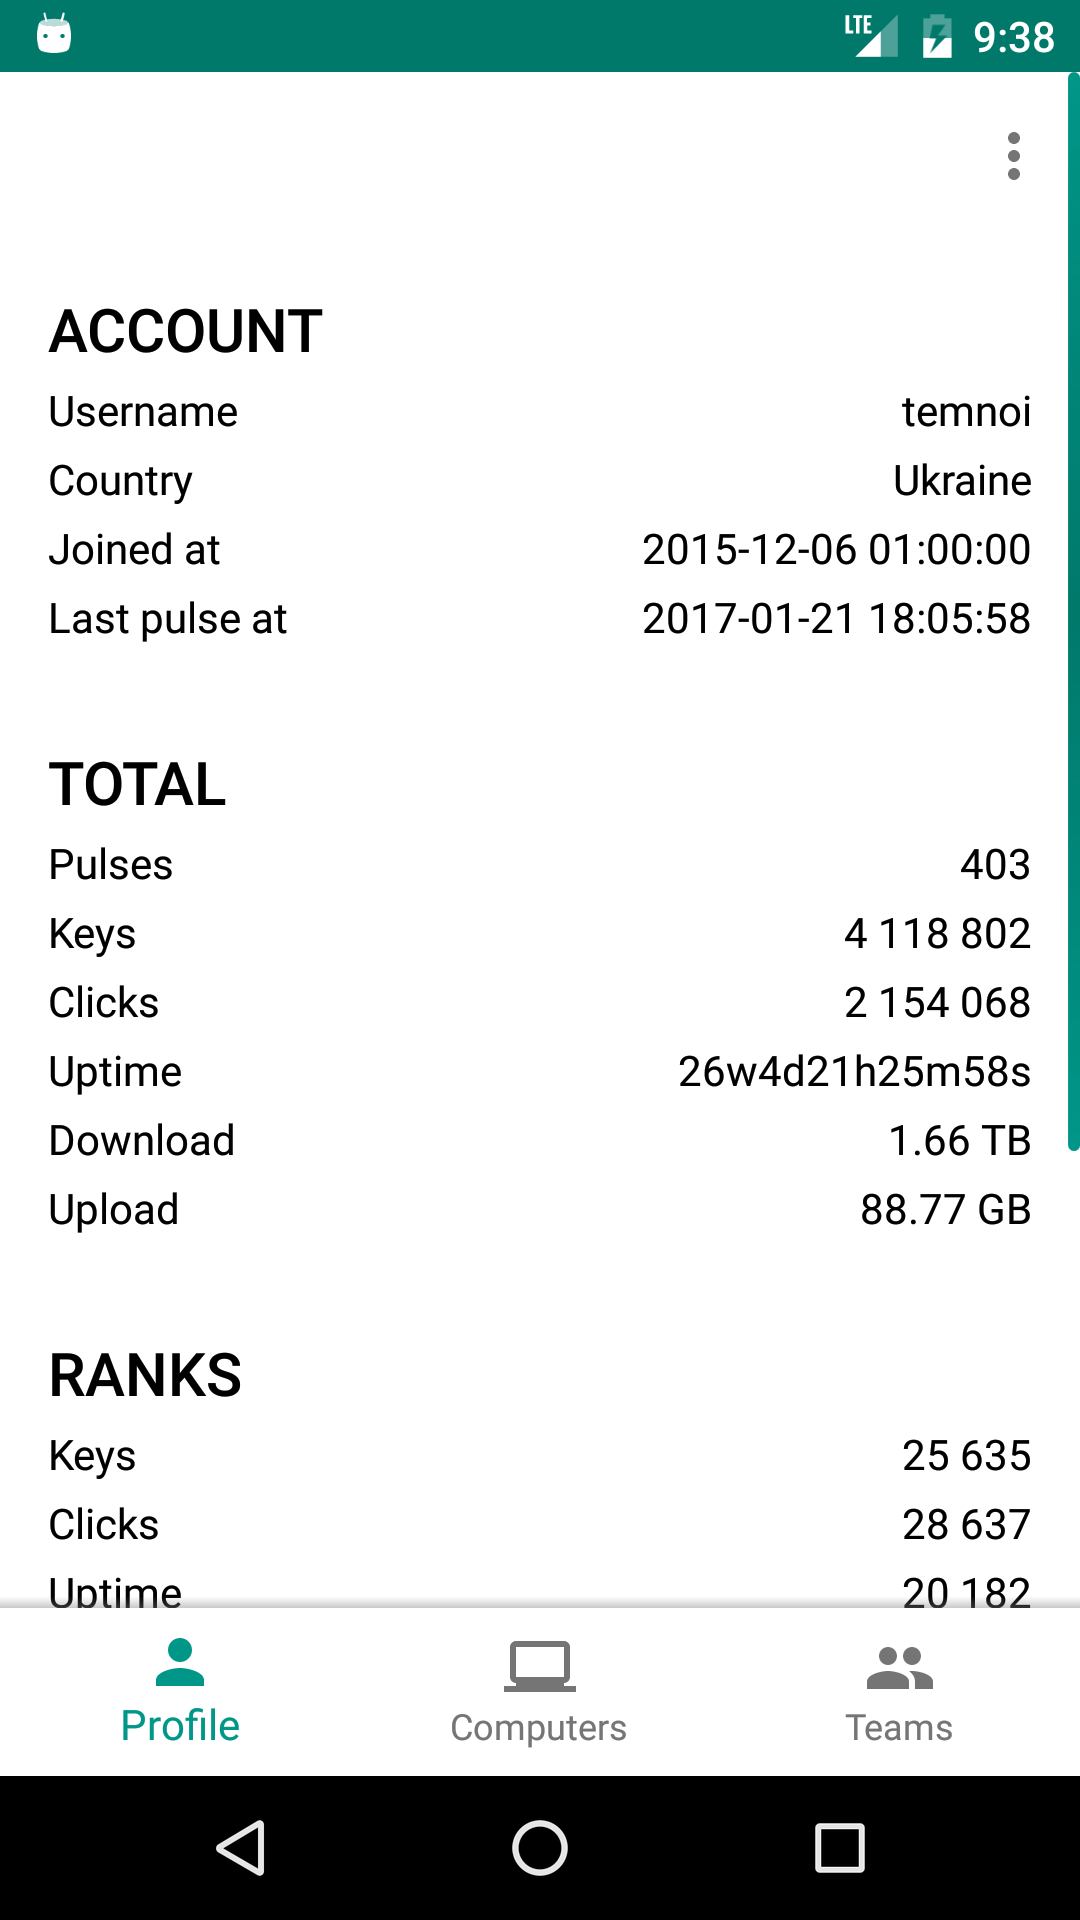 LTE 9:38
ACCOUNT
Username temnoi
Country Ukraine
Joined at 2015-12-06 01:00:00
Last pulse at 2017-01-21 18:05:58
TOTAL
Pulses 403
Keys 4 118 802
Clicks 2 154 068
Uptime 26w4d21h25m58s
Download 1.66 TB
Upload 88.77 GB
RANKS
Keys 25 635
Clicks 28 637
Uptime 20 182
Profile Computers Teams